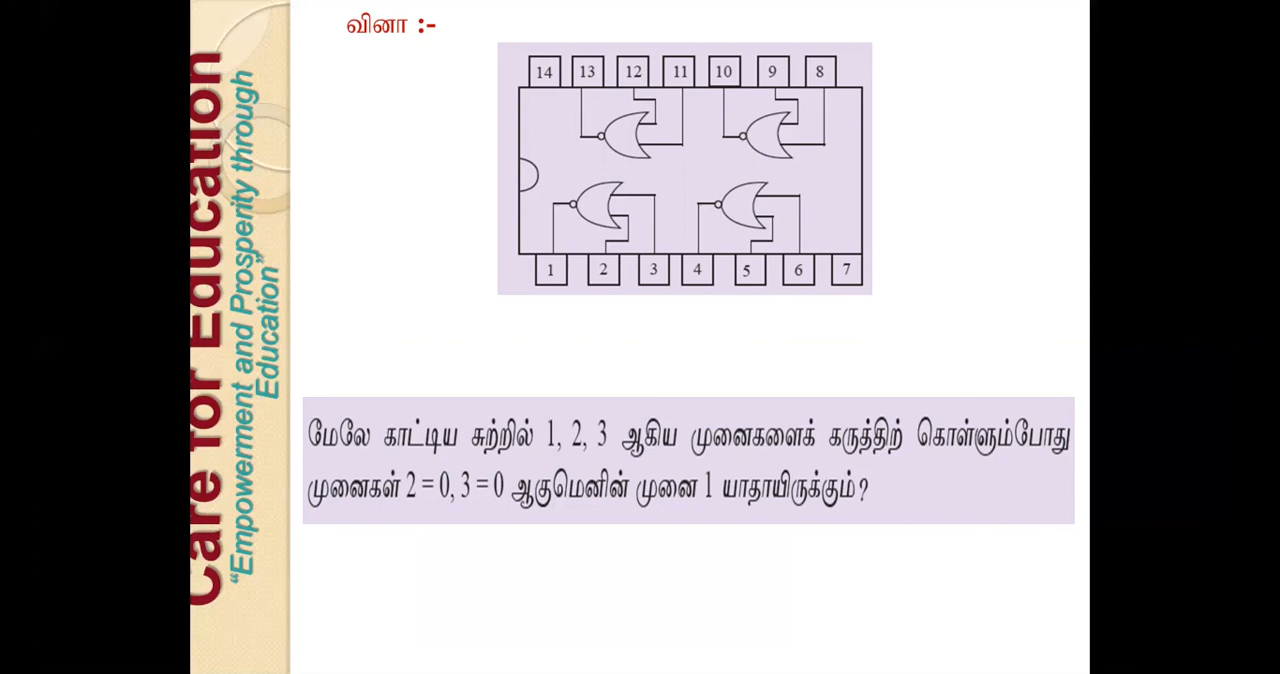 Care for Education
“Empowerment and Prosperity through
Education”
வினா :-
14 13 12 11 10 9 8
1 2 3 4 5 6 7
மேலே காட்டிய சுற்றில் 1, 2, 3 ஆகிய முனைகளைக் கருத்திற் கொள்ளும்போது
முனைகள் 2 = 0, 3 = 0 ஆகுமெனின் முனை 1 யாதாயிருக்கும்?